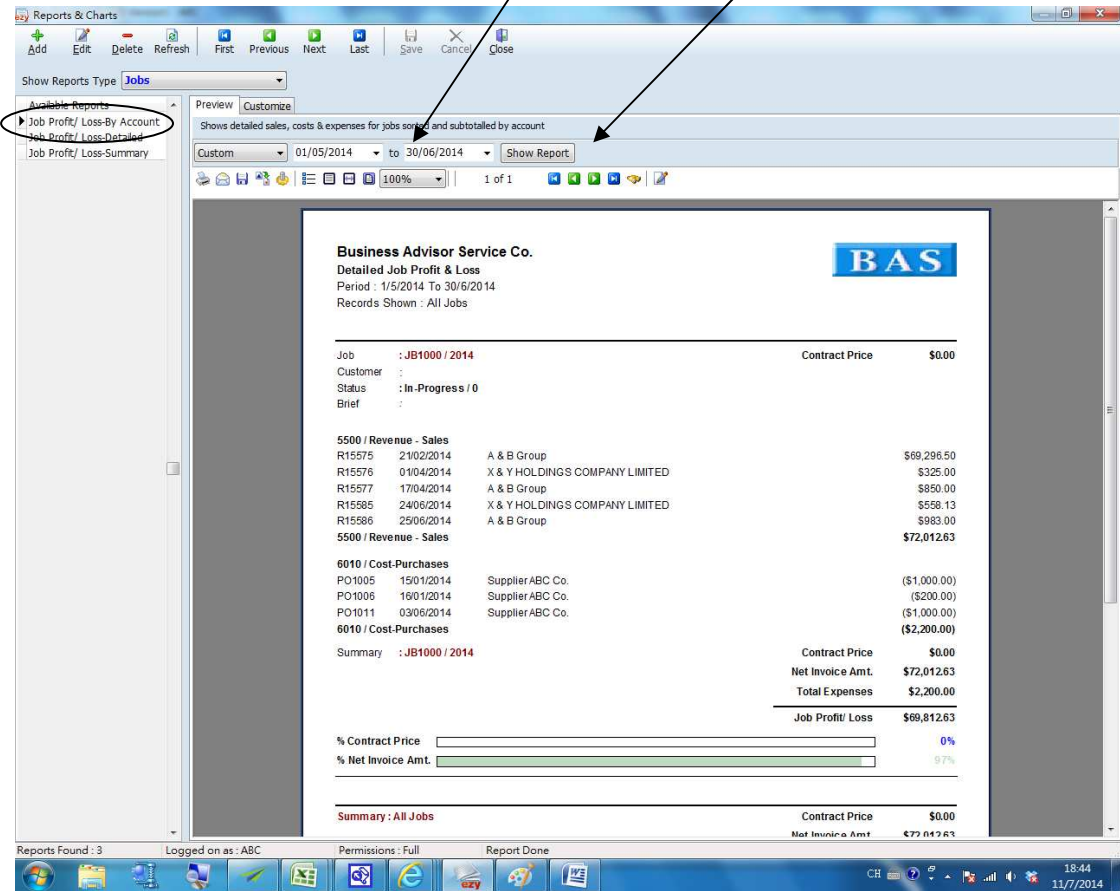 ezy Reports & Charts
Add Edit Delete Refresh First Previous Next Last Save Cancel Close
Show Reports Type Jobs
Available Reports
Job Profit/ Loss-By Account
Job Profit/ Loss-Detailed
Job Profit/ Loss-Summary
Preview Customize
Shows detailed sales, costs & expenses for jobs sorted and subtotalled by account
Custom 01/05/2014 to 30/06/2014 Show Report
100% 1 of 1
Business Advisor Service Co.
BAS
Detailed Job Profit & Loss
Period : 1/5/2014 To 30/6/2014
Records Shown : All Jobs
Job : JB1000 / 2014 Contract Price $0.00
Customer :
Status : In-Progress / 0
Brief :
5500 / Revenue - Sales
R15575 21/02/2014 A & B Group $69,296.50
R15576 01/04/2014 X & Y HOLDINGS COMPANY LIMITED $325.00
R15577 17/04/2014 A & B Group $850.00
R15585 24/06/2014 X & Y HOLDINGS COMPANY LIMITED $558.13
R15586 25/06/2014 A & B Group $983.00
5500 / Revenue - Sales $72,012.63
6010 / Cost-Purchases
PO1005 15/01/2014 Supplier ABC Co. ($1,000.00)
PO1006 16/01/2014 Supplier ABC Co. ($200.00)
PO1011 03/06/2014 Supplier ABC Co. ($1,000.00)
6010 / Cost-Purchases ($2,200.00)
Summary : JB1000 / 2014 Contract Price $0.00
Net Invoice Amt. $72,012.63
Total Expenses $2,200.00
Job Profit/ Loss $69,812.63
% Contract Price 0%
% Net Invoice Amt. 97%
Summary : All Jobs Contract Price $0.00
Net Invoice Amt. $72,012.63
Reports Found : 3 Logged on as : ABC Permissions : Full Report Done
ezy CH 18:44
11/7/2014